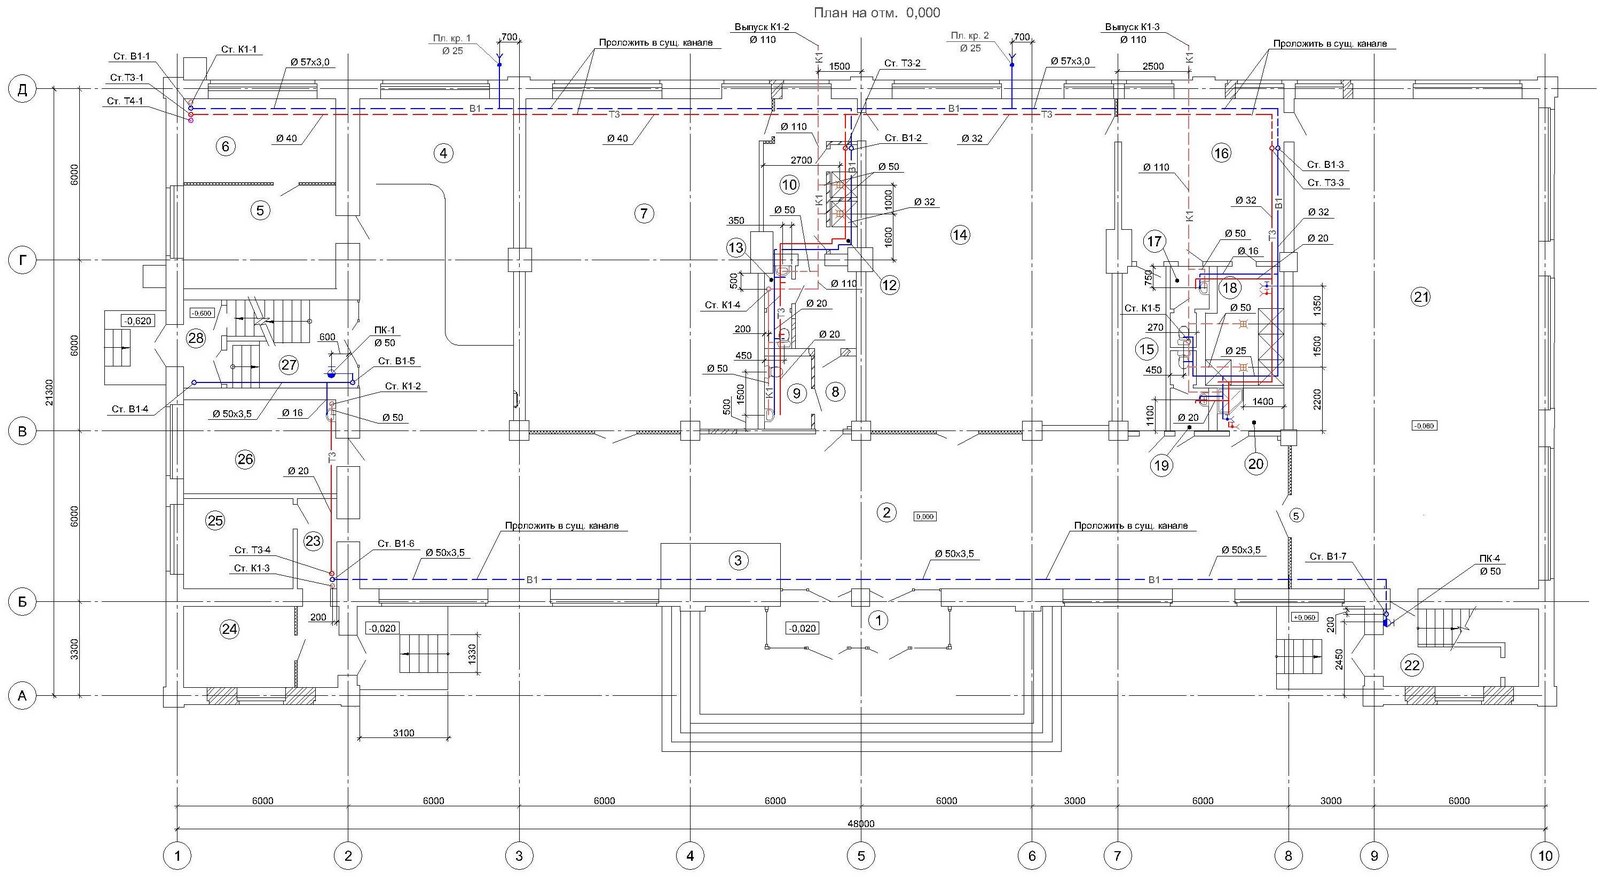 План на отм. 0,000
Ст. В1-1
Ст. К1-1
Ст.Т3-1
Ст. Т4-1
Ø 57х3,0
Пл. кр. 1
Ø 25
700
Проложить в сущ. канале
Выпуск К1-2
Ø 110
К1
1500
Ст. Т3-2
Пл. кр. 2
Ø 25
700
Ø 57х3,0
Выпуск К1-3
Ø 110
К1
2500
Проложить в сущ. канале
Д
В1
Т3
В1
Т3
Ø 40
Ø 40
Ø 110
Ст. В1-2
Ø 32
6
4
5
7
10
14
16
2700
Ø 50
В1
К1
1000
Ø 32
1600
Ø 50
350
13
12
Ø 110
Ст. В1-3
Ст. Т3-3
Ø 32
В1
К1
Т3
Ø 32
Ø 20
17
Ø 50
Ø 16
18
750
Г
6000
500
Ø 110
Ст. К1-4
Ø 20
Т3
200
Ø 20
450
Ø 50
1500
500
К1
9
8
Ст. К1-5
Ø 50
270
15
Ø 25
450
1100
1400
1350
1500
2200
Ø 20
19
20
21
-0,060
-0,620
-0,600
28
27
600
ПК-1
Ø 50
Ст. В1-5
Ст. К1-2
Ст. В1-4
Ø 50х3,5
Ø 16
Ø 50
6000
21300
В
26
Т3
Ø 20
25
23
Ст. Т3-4
Ст. К1-3
Ст. В1-6
Ø 50х3,5
Проложить в сущ. канале
2
0,000
3
Ø 50х3,5
Проложить в сущ. канале
Ø 50х3,5
5
Ст. В1-7
ПК-4
Ø 50
В1
В1
6000
Б
24
200
-0,020
1330
-0,020
1
+0,060
200
2450
22
3300
А
3100
6000
6000
6000
6000
6000
3000
6000
3000
6000
48000
1
2
3
4
5
6
7
8
9
10